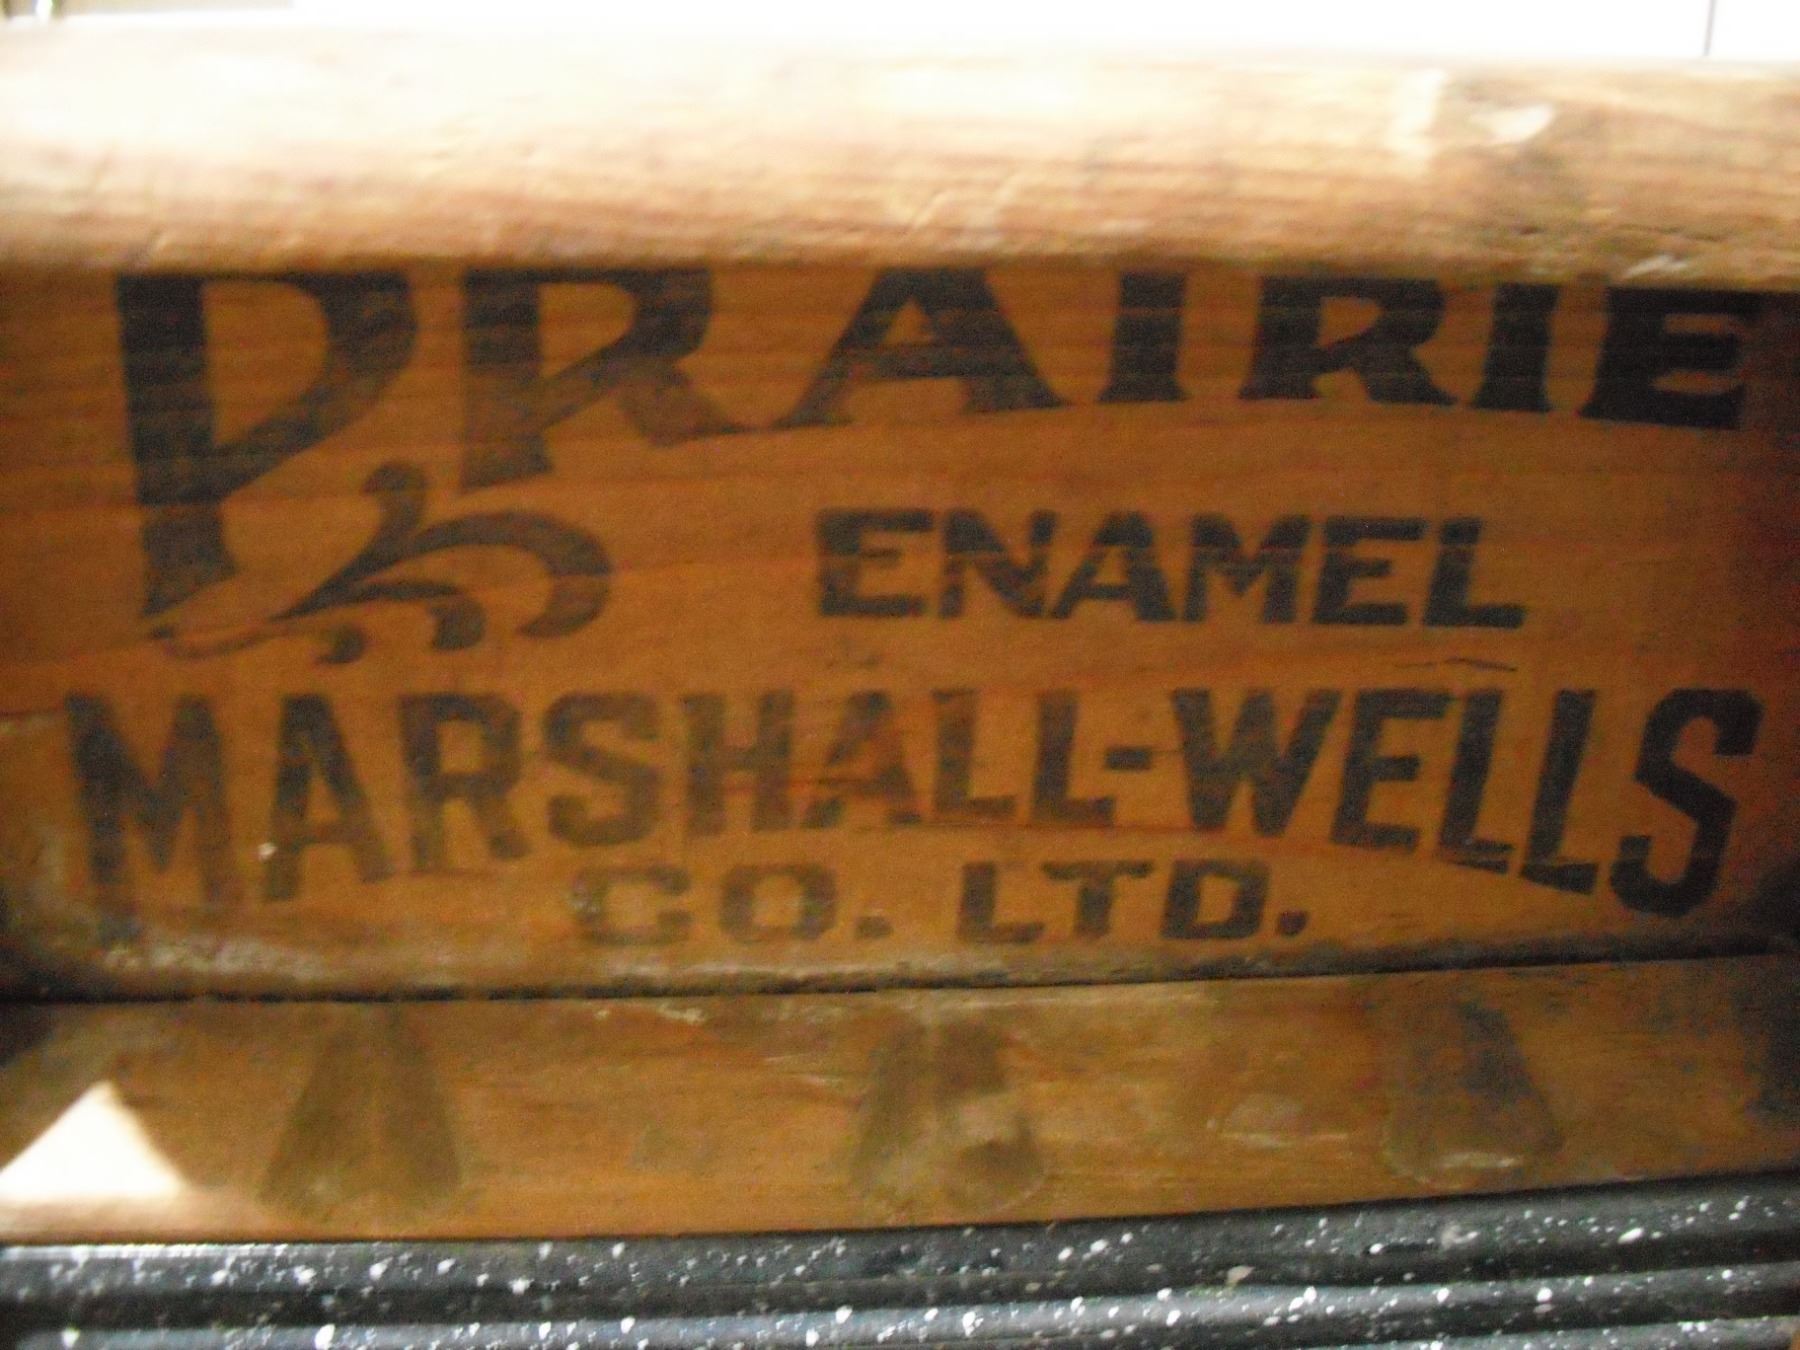 PRAIRIE
ENAMEL
MARSHALL-WELLS
CO. LTD.